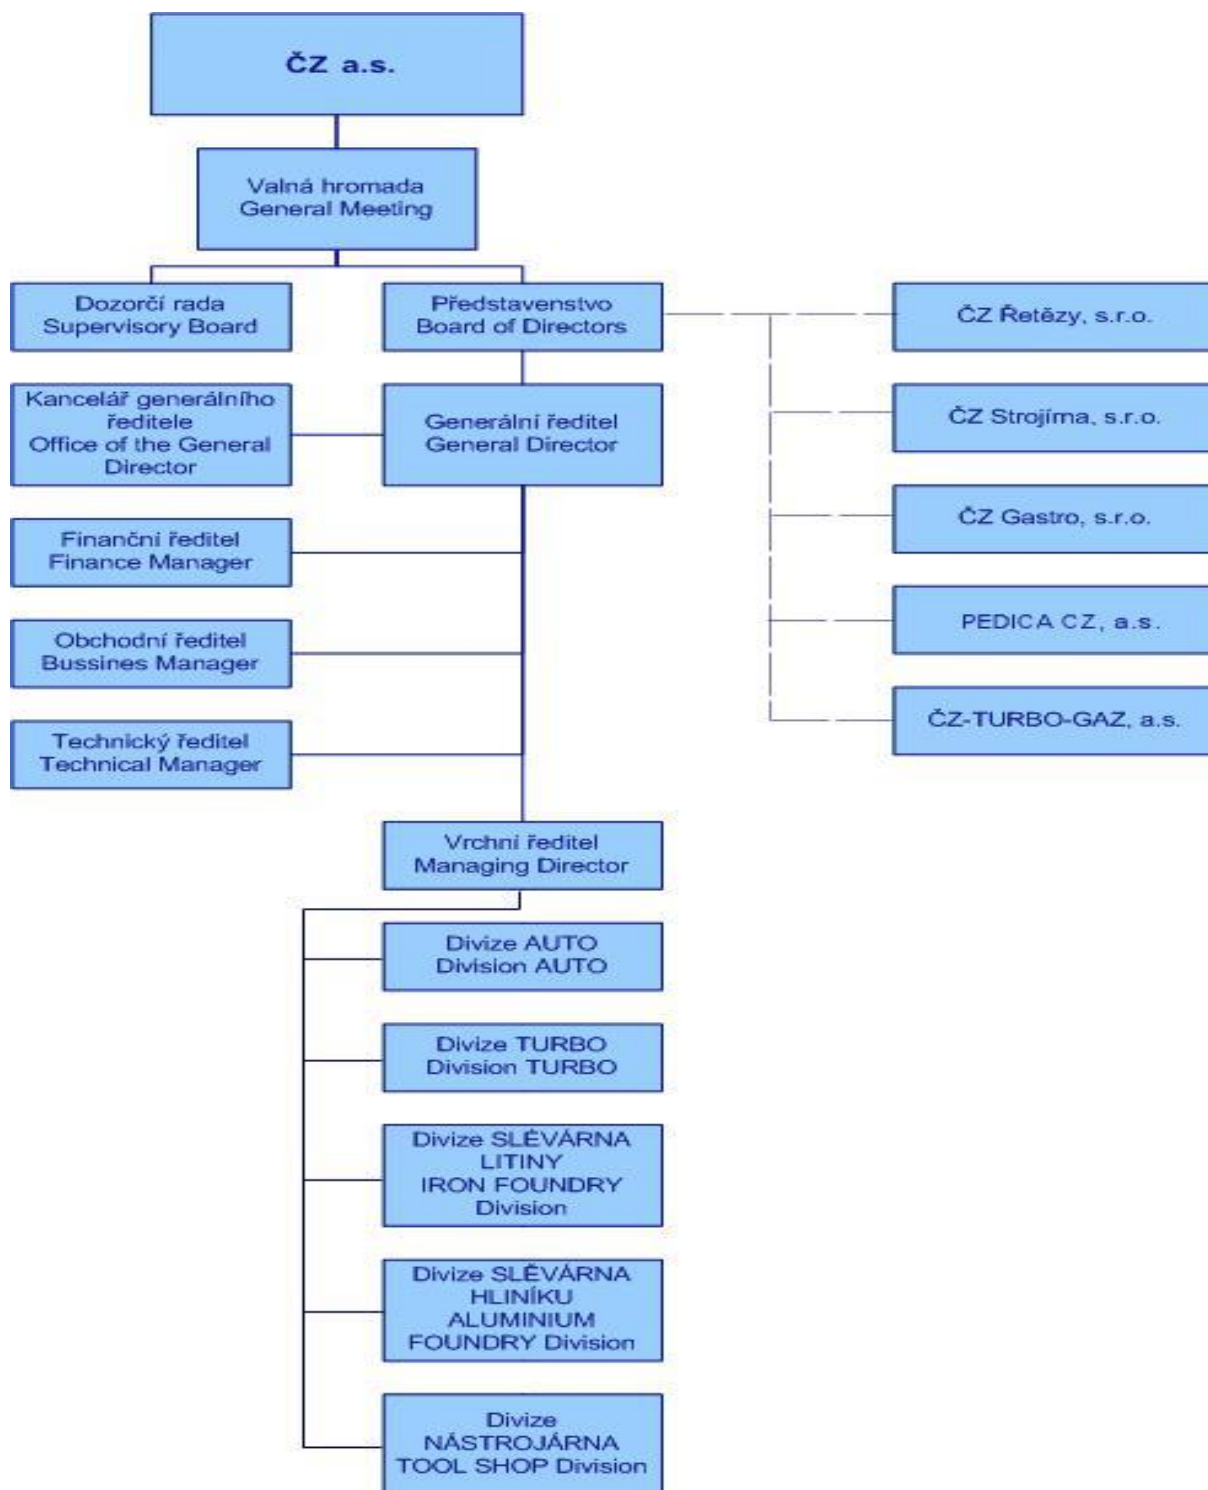 ČZ a.s.
Valná hromada
General Meeting
Dozorčí rada
Supervisory Board
Představenstvo
Board of Directors
ČZ Řetězy, s.r.o.
Kancelář generálního
ředitele
Office of the General
Director
Generální ředitel
General Director
ČZ Strojírna, s.r.o.
ČZ Gastro, s.r.o.
Finanční ředitel
Finance Manager
PEDICA CZ, a.s.
Obchodní ředitel
Bussines Manager
ČZ-TURBO-GAZ, a.s.
Technický ředitel
Technical Manager
Vrchní ředitel
Managing Director
Divize AUTO
Division AUTO
Divize TURBO
Division TURBO
Divize SLÉVÁRNA
LITINY
IRON FOUNDRY
Division
Divize SLÉVÁRNA
HLINÍKU
ALUMINIUM
FOUNDRY Division
Divize
NÁSTROJÁRNA
TOOL SHOP Division